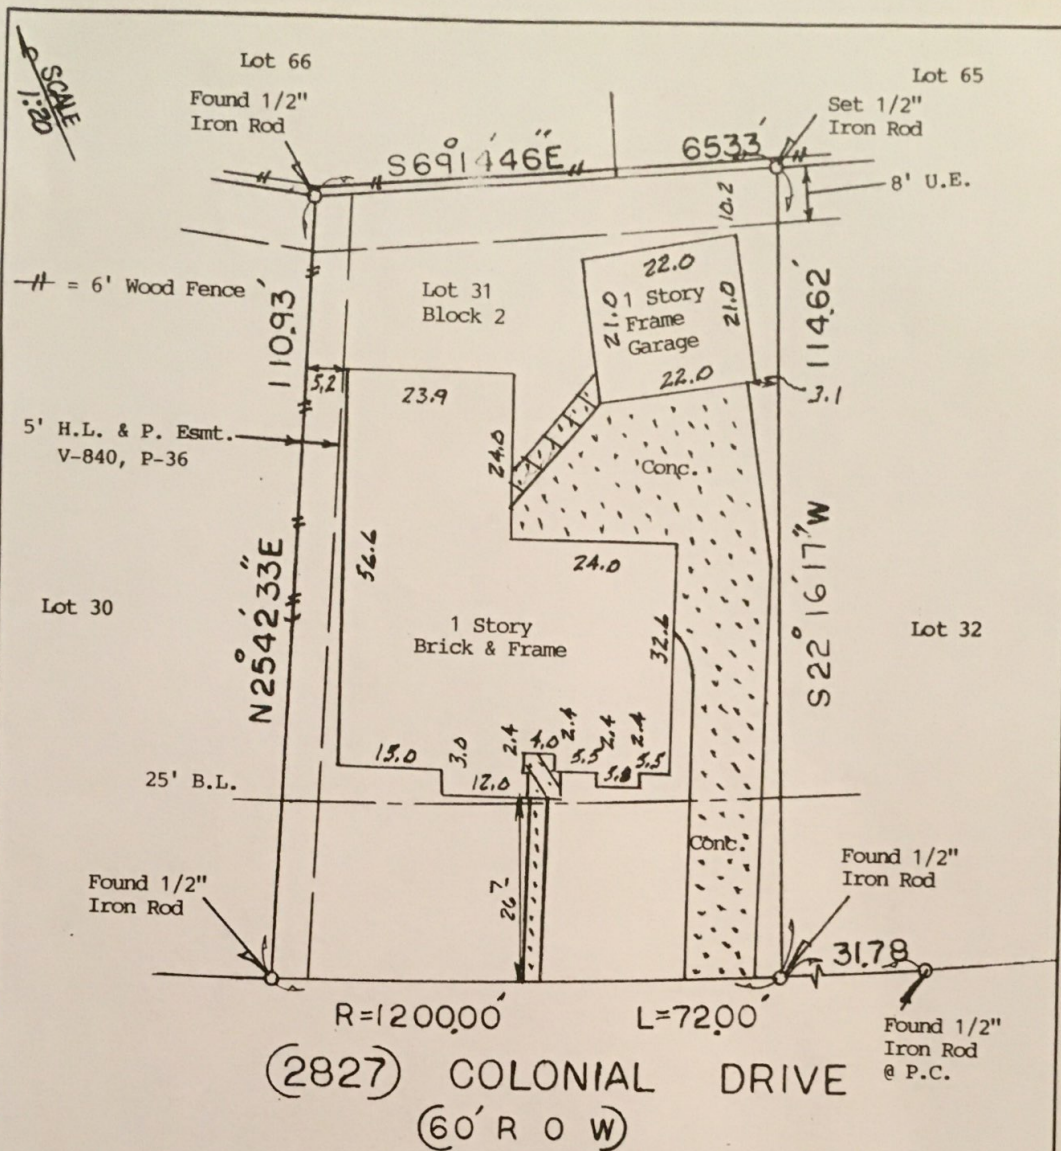 SCALE
1:20
Lot 66
Found 1/2"
Iron Rod
Lot 65
Set 1/2"
Iron Rod
S69°14'46"E
65.33'
8' U.E.
10.2
-//- = 6' Wood Fence
Lot 31
Block 2
22.0
21.0
1 Story
Frame
Garage
21.0
22.0
3.1
110.93'
114.62'
5.2
23.9
5' H.L. & P. Esmt.
V-840, P-36
24.0
Conc.
24.0
56.6
N25°42'33"E
S22°16'17"W
Lot 30
Lot 32
1 Story
Brick & Frame
32.6
15.0
3.0
12.0
2.4
4.0
2.4
5.5
2.4
5.8
2.4
5.5
25' B.L.
Conc.
26.7
Found 1/2"
Iron Rod
Found 1/2"
Iron Rod
31.78
R=1200.00'
L=72.00'
Found 1/2"
Iron Rod
@ P.C.
(2827) COLONIAL DRIVE
(60' R O W)